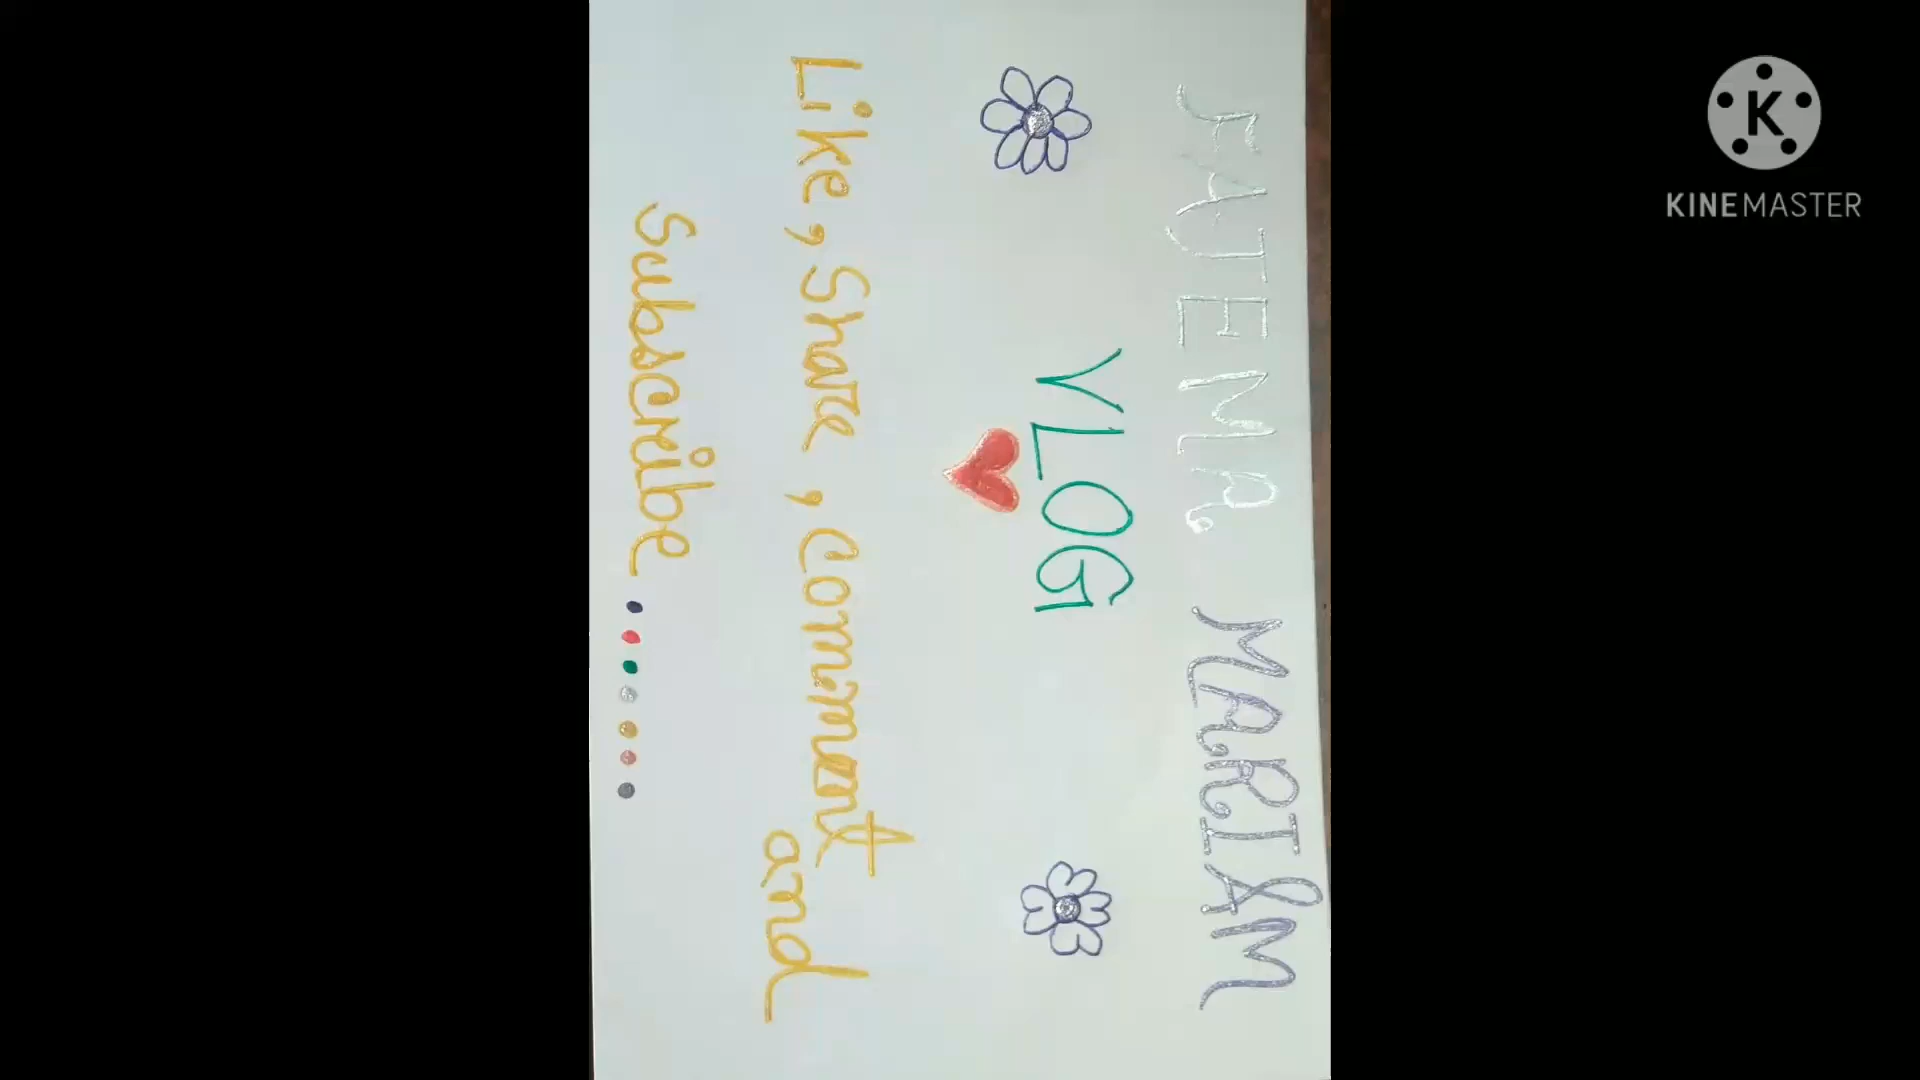 FATEMA MARIAM
VLOG
Like, Share, Comment
and
Subscribe
K
KINEMASTER